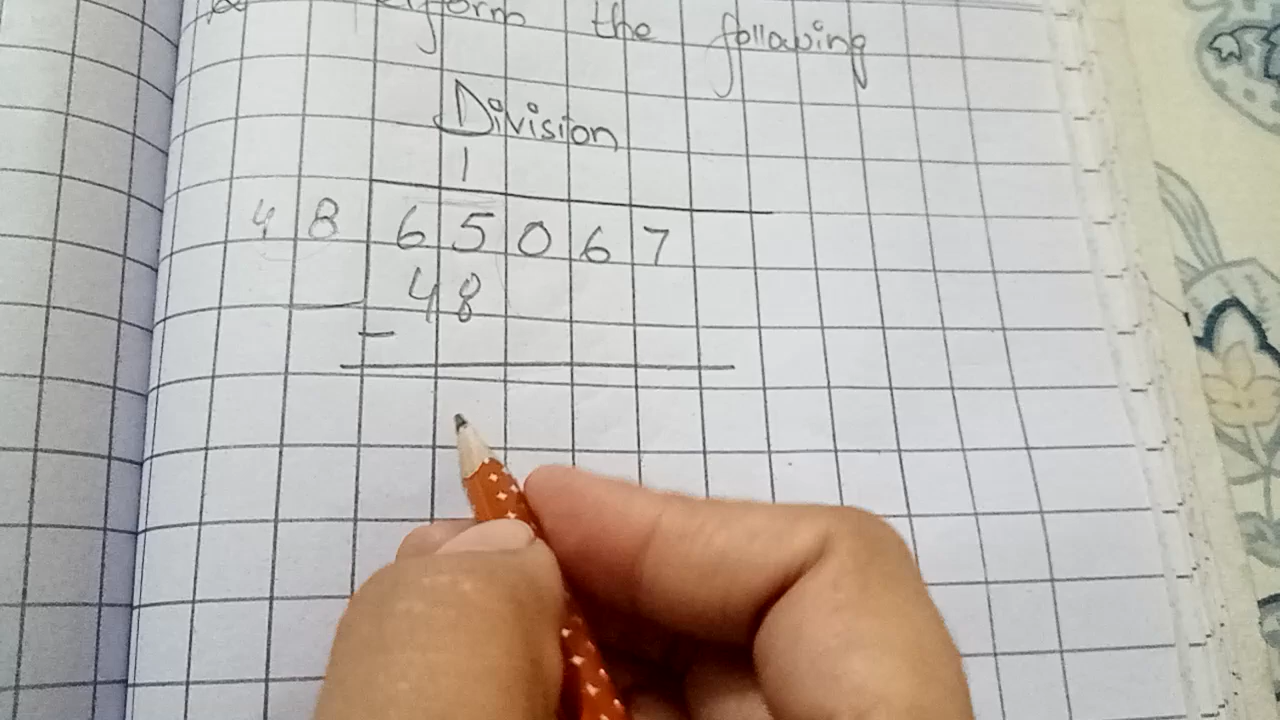 the following
Division
1
48 65067
48
-